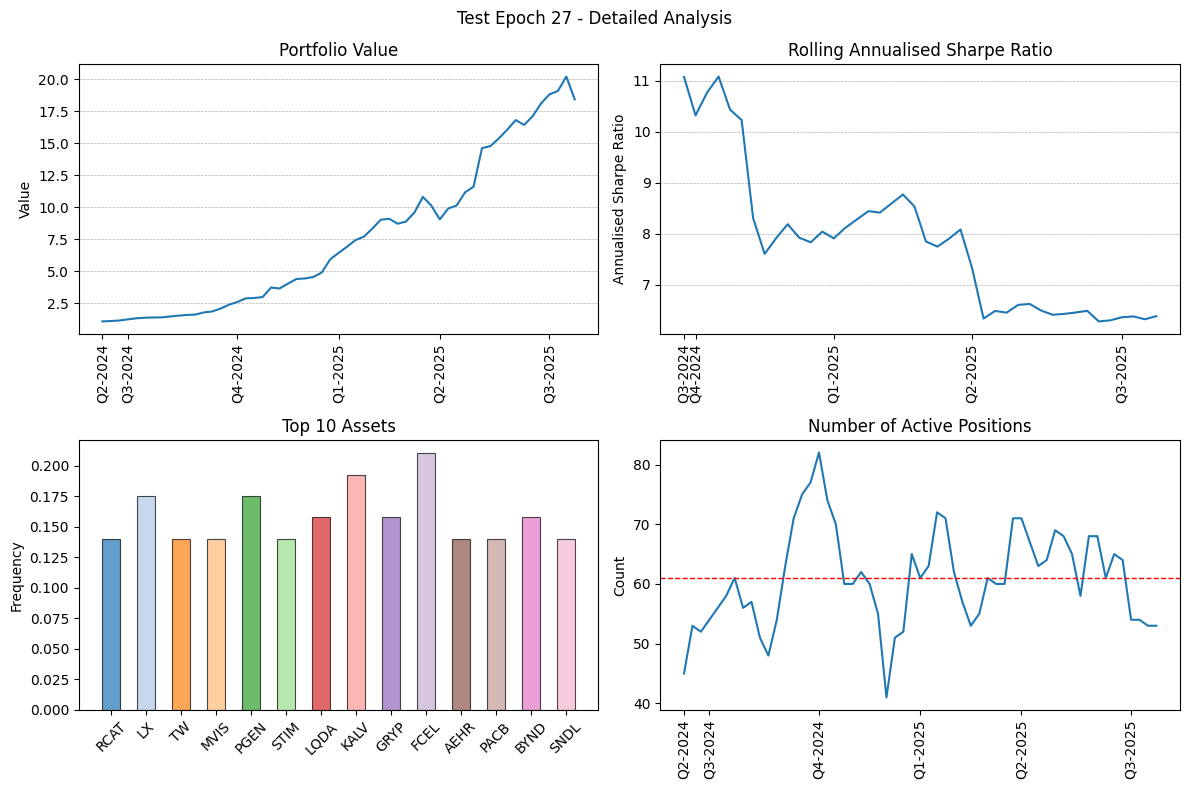 Test Epoch 27 - Detailed Analysis
Portfolio Value
Value
20.0
17.5
15.0
12.5
10.0
7.5
5.0
2.5
Q2-2024
Q3-2024
Q4-2024
Q1-2025
Q2-2025
Q3-2025
Rolling Annualised Sharpe Ratio
Annualised Sharpe Ratio
11
10
9
8
7
Q3-2024
Q4-2024
Q1-2025
Q2-2025
Q3-2025
Top 10 Assets
Frequency
0.200
0.175
0.150
0.125
0.100
0.075
0.050
0.025
0.000
RCAT
LX
TW
MVIS
PGEN
STIM
LQDA
KALV
GRYP
FCEL
AEHR
PACB
BYND
SNDL
Number of Active Positions
Count
80
70
60
50
40
Q2-2024
Q3-2024
Q4-2024
Q1-2025
Q2-2025
Q3-2025